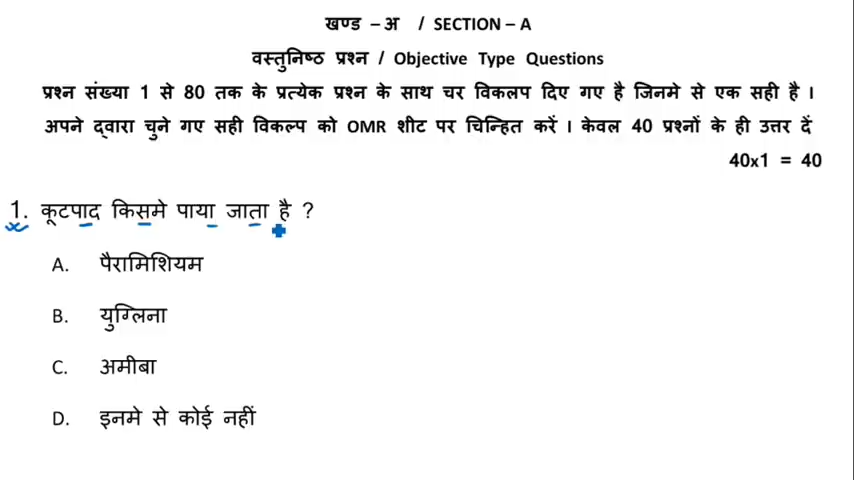 खण्ड – अ / SECTION – A
वस्तुनिष्ठ प्रश्न / Objective Type Questions
प्रश्न संख्या 1 से 80 तक के प्रत्येक प्रश्न के साथ चर विकलप दिए गए है जिनमे से एक सही है ।
अपने द्वारा चुने गए सही विकल्प को OMR शीट पर चिन्हित करें । केवल 40 प्रश्नों के ही उत्तर दें
40x1 = 40
1. कूटपाद किसमे पाया जाता है ?
A. पैरामिशियम
B. युग्लिना
C. अमीबा
D. इनमे से कोई नहीं